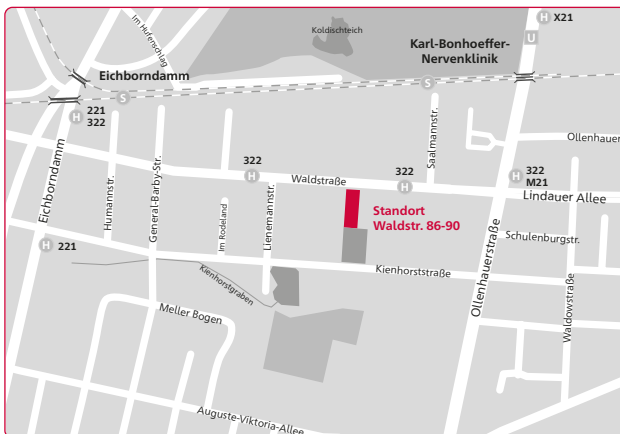 H X21
Koldischteich
Im Hufenschlag
Karl-Bonhoeffer-
Nervenklinik
U
Eichborndamm
S
S
H
221
322
Saalmannstr.
Ollenhauer
Humannstr.
General-Barby-Str.
322
H
Waldstraße
322
H
H
322
M21
Lindauer Allee
Eichborndamm
Im Rodeland
Lienemannstr.
Standort
Waldstr. 86-90
H 221
Schulenburgstr.
Kienhorststraße
Kienhorstgraben
Ollenhauerstraße
Waldowstraße
Meller Bogen
Auguste-Viktoria-Allee